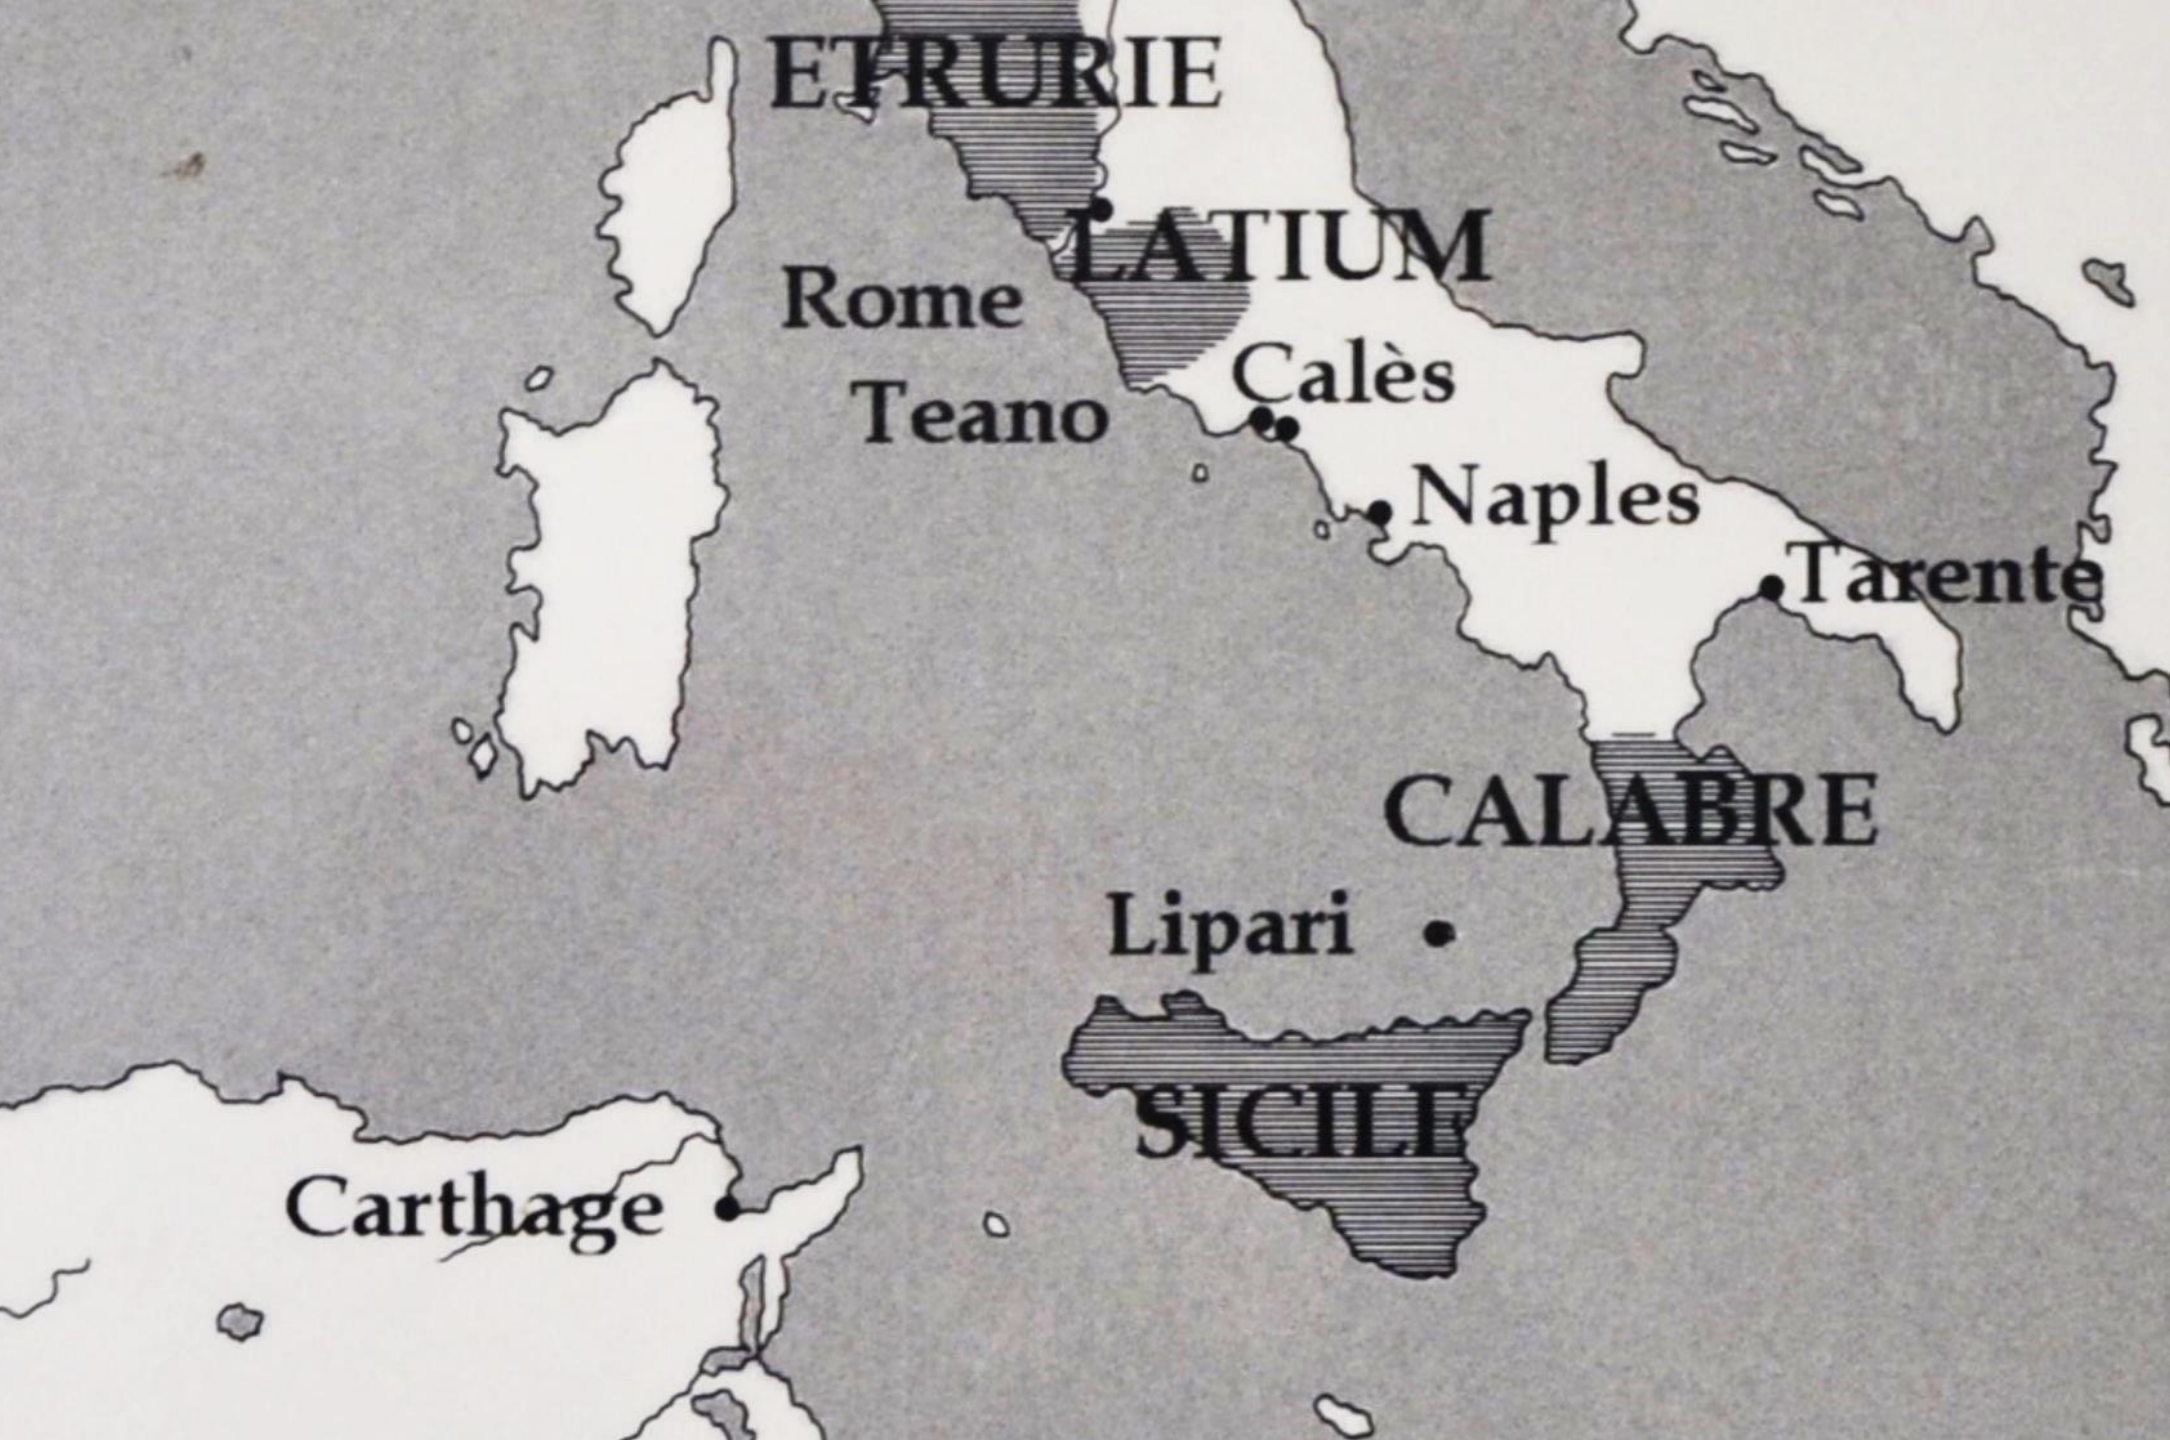 ETRURIE
LATIUM
Rome
Calès
Teano
Naples
Tarente
CALABRE
Lipari
SICILE
Carthage